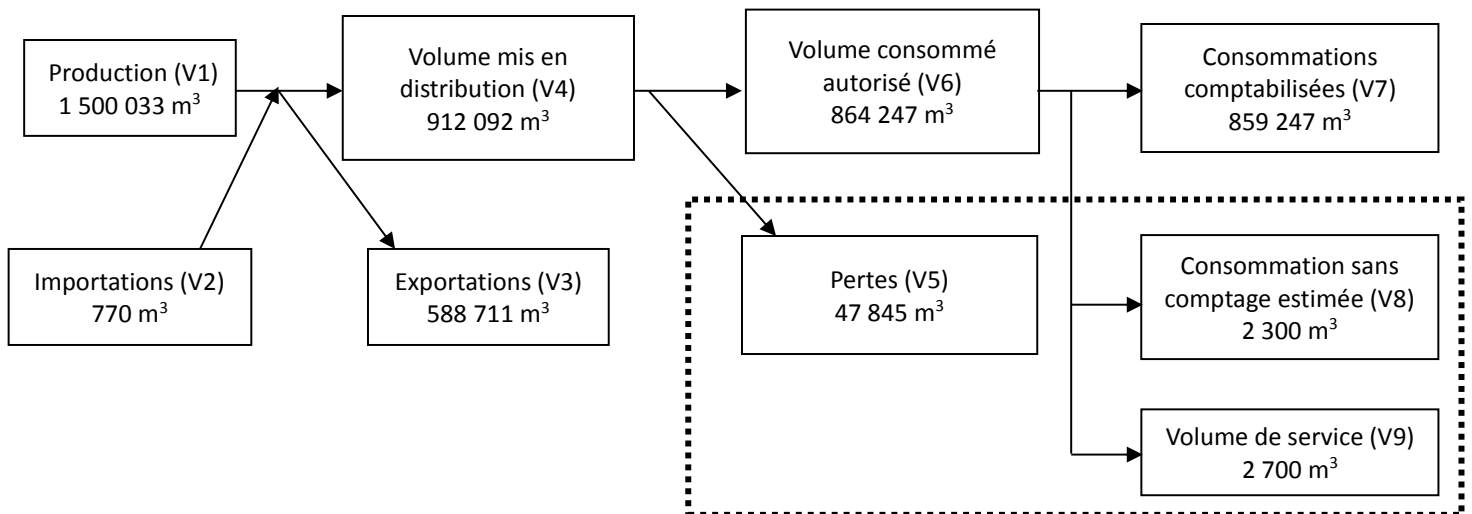 Production (V1)
1 500 033 m³
Volume mis en
distribution (V4)
912 092 m³
Volume consommé
autorisé (V6)
864 247 m³
Consommations
comptabilisées (V7)
859 247 m³
Importations (V2)
770 m³
Exportations (V3)
588 711 m³
Pertes (V5)
47 845 m³
Consommation sans
comptage estimée (V8)
2 300 m³
Volume de service (V9)
2 700 m³